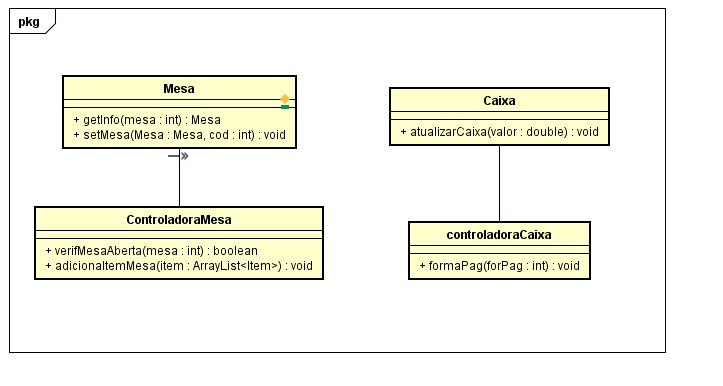 pkg
Mesa
+ getInfo(mesa : int) : Mesa
+ setMesa(Mesa : Mesa, cod : int) : void
Caixa
+ atualizarCaixa(valor : double) : void
ControladoraMesa
+ verifMesaAberta(mesa : int) : boolean
+ adicionaItemMesa(item : ArrayList<Item>) : void
controladoraCaixa
+ formaPag(forPag : int) : void